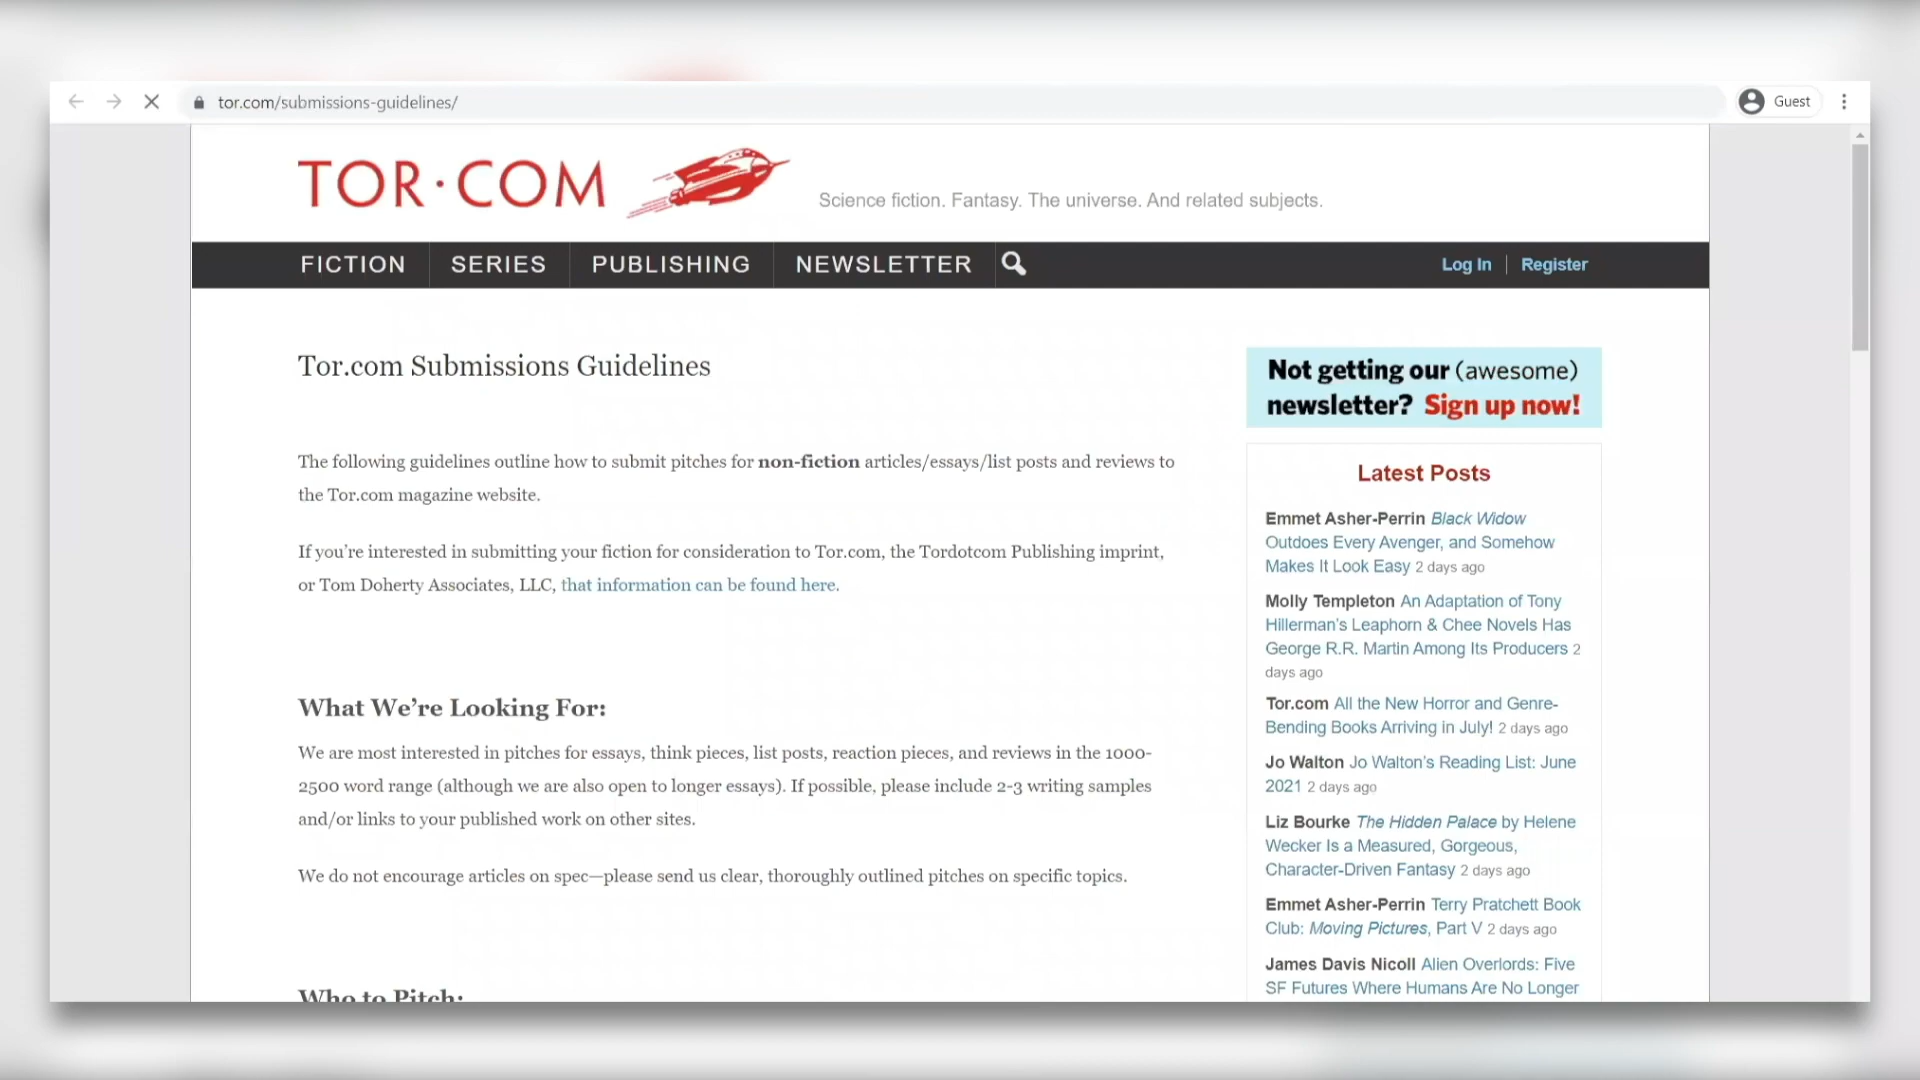 tor.com/submissions-guidelines/
Guest
TOR·COM
Science fiction. Fantasy. The universe. And related subjects.
FICTION
SERIES
PUBLISHING
NEWSLETTER
Log In
Register
Tor.com Submissions Guidelines
The following guidelines outline how to submit pitches for non-fiction articles/essays/list posts and reviews to
the Tor.com magazine website.
If you’re interested in submitting your fiction for consideration to Tor.com, the Tordotcom Publishing imprint,
or Tom Doherty Associates, LLC, that information can be found here.
What We’re Looking For:
We are most interested in pitches for essays, think pieces, list posts, reaction pieces, and reviews in the 1000-
2500 word range (although we are also open to longer essays). If possible, please include 2-3 writing samples
and/or links to your published work on other sites.
We do not encourage articles on spec—please send us clear, thoroughly outlined pitches on specific topics.
Who to Pitch:
Not getting our (awesome)
newsletter? Sign up now!
Latest Posts
Emmet Asher-Perrin Black Widow
Outdoes Every Avenger, and Somehow
Makes It Look Easy 2 days ago
Molly Templeton An Adaptation of Tony
Hillerman’s Leaphorn & Chee Novels Has
George R.R. Martin Among Its Producers 2
days ago
Tor.com All the New Horror and Genre-
Bending Books Arriving in July! 2 days ago
Jo Walton Jo Walton’s Reading List: June
2021 2 days ago
Liz Bourke The Hidden Palace by Helene
Wecker Is a Measured, Gorgeous,
Character-Driven Fantasy 2 days ago
Emmet Asher-Perrin Terry Pratchett Book
Club: Moving Pictures, Part V 2 days ago
James Davis Nicoll Alien Overlords: Five
SF Futures Where Humans Are No Longer